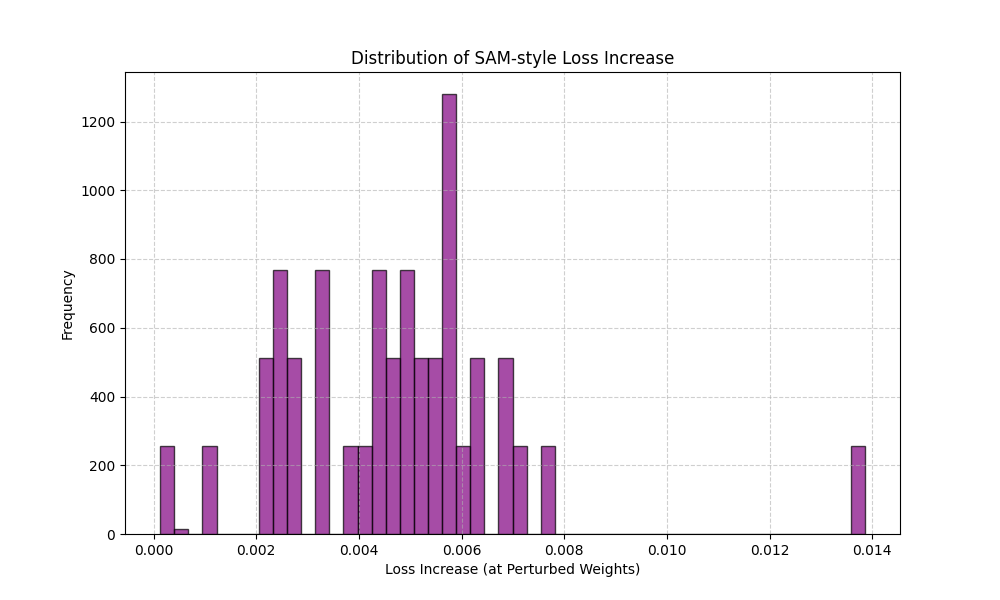 Distribution of SAM-style Loss Increase
1200
1000
800
600
400
200
0
Frequency
0.000 0.002 0.004 0.006 0.008 0.010 0.012 0.014
Loss Increase (at Perturbed Weights)